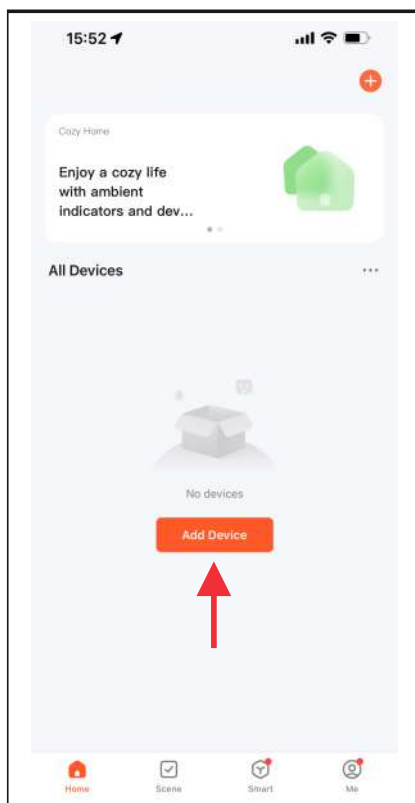 15:52
Cozy Home
Enjoy a cozy life
with ambient
indicators and dev...
All Devices
No devices
Add Device
Home
Scene
Smart
Me